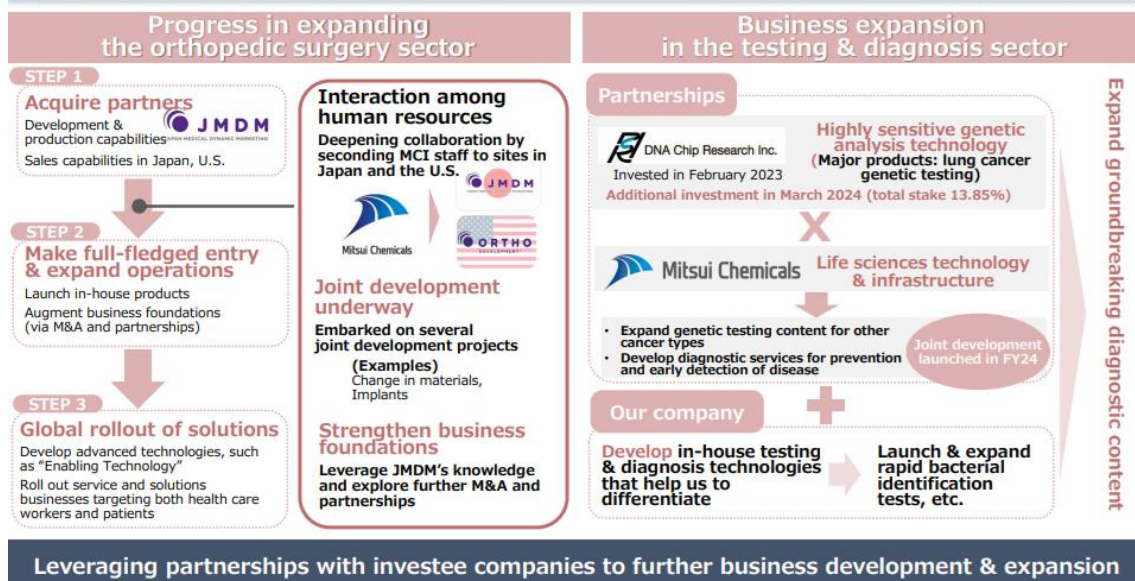 Progress in expanding
the orthopedic surgery sector
STEP 1
Acquire partners
Development &
production capabilities
JMDM
JAPAN MEDICAL DYNAMIC MARKETING
Sales capabilities in Japan, U.S.
STEP 2
Make full-fledged entry
& expand operations
Launch in-house products
Augment business foundations
(via M&A and partnerships)
STEP 3
Global rollout of solutions
Develop advanced technologies, such
as "Enabling Technology"
Roll out service and solutions
businesses targeting both health care
workers and patients
Interaction among
human resources
Deepening collaboration by
seconding MCI staff to sites in
Japan and the U.S.
Mitsui Chemicals
JMDM
ORTHO
DEVELOPMENT
Joint development
underway
Embarked on several
joint development projects
(Examples)
Change in materials,
Implants
Strengthen business
foundations
Leverage JMDM's knowledge
and explore further M&A and
partnerships
Business expansion
in the testing & diagnosis sector
Partnerships
DNA Chip Research Inc.
Invested in February 2023
Highly sensitive genetic
analysis technology
(Major products: lung cancer
genetic testing)
Additional investment in March 2024 (total stake 13.85%)
X
Mitsui Chemicals
Life sciences technology
& infrastructure
• Expand genetic testing content for other
cancer types
• Develop diagnostic services for prevention
and early detection of disease
Joint development
launched in FY24
Our company
Develop in-house testing
& diagnosis technologies
that help us to
differentiate
Launch & expand
rapid bacterial
identification
tests, etc.
Expand groundbreaking diagnostic content
Leveraging partnerships with investee companies to further business development & expansion